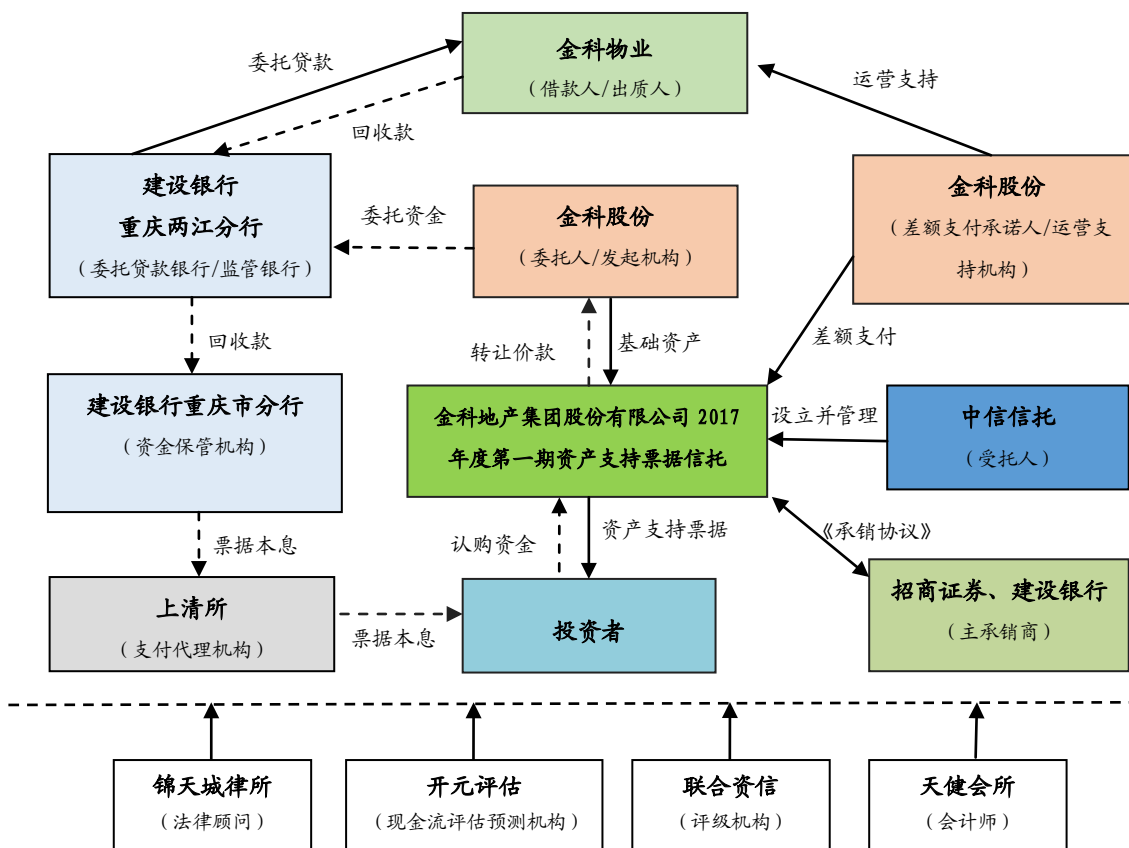 金科物业
（借款人/出质人）
委托贷款
运营支持
回收款
建设银行
重庆两江分行
（委托贷款银行/监管银行）
委托资金
金科股份
（委托人/发起机构）
金科股份
（差额支付承诺人/运营支
持机构）
回收款
转让价款
基础资产
差额支付
建设银行重庆市分行
（资金保管机构）
金科地产集团股份有限公司 2017
年度第一期资产支持票据信托
设立并管理
中信信托
（受托人）
票据本息
认购资金
资产支持票据
《承销协议》
上清所
（支付代理机构）
票据本息
投资者
招商证券、建设银行
（主承销商）
锦天城律所
（法律顾问）
开元评估
（现金流评估预测机构）
联合资信
（评级机构）
天健会所
（会计师）